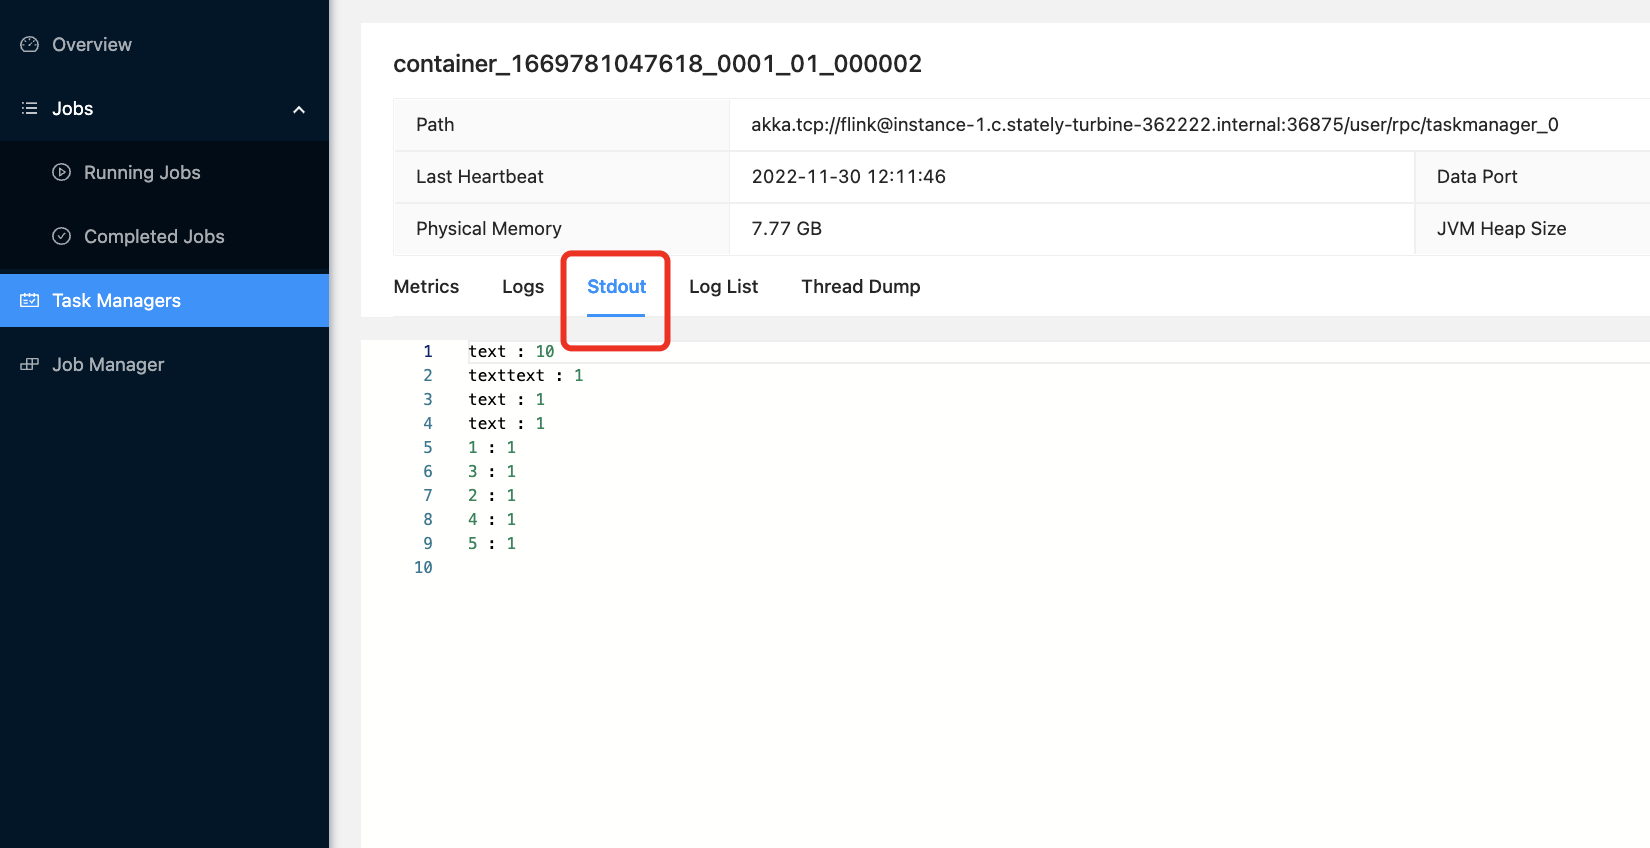 Overview
Jobs
Running Jobs
Completed Jobs
Task Managers
Job Manager
container_1669781047618_0001_01_000002
Path akka.tcp://flink@instance-1.c.stately-turbine-362222.internal:36875/user/rpc/taskmanager_0
Last Heartbeat 2022-11-30 12:11:46 Data Port
Physical Memory 7.77 GB JVM Heap Size
Metrics Logs Stdout Log List Thread Dump
1 text : 10
2 texttext : 1
3 text : 1
4 text : 1
5 1 : 1
6 3 : 1
7 2 : 1
8 4 : 1
9 5 : 1
10